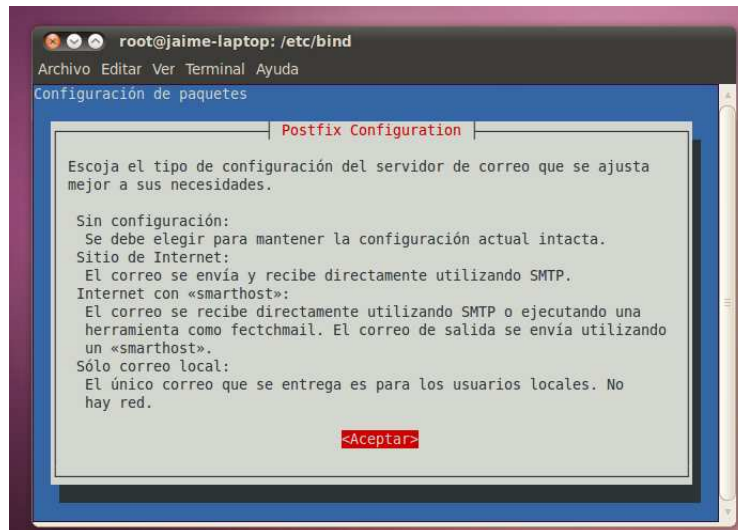 root@jaime-laptop: /etc/bind
Archivo Editar Ver Terminal Ayuda
Configuración de paquetes
Postfix Configuration
Escoja el tipo de configuración del servidor de correo que se ajusta
mejor a sus necesidades.
Sin configuración:
Se debe elegir para mantener la configuración actual intacta.
Sitio de Internet:
El correo se envía y recibe directamente utilizando SMTP.
Internet con «smarthost»:
El correo se recibe directamente utilizando SMTP o ejecutando una
herramienta como fectchmail. El correo de salida se envía utilizando
un «smarthost».
Sólo correo local:
El único correo que se entrega es para los usuarios locales. No
hay red.
<Aceptar>